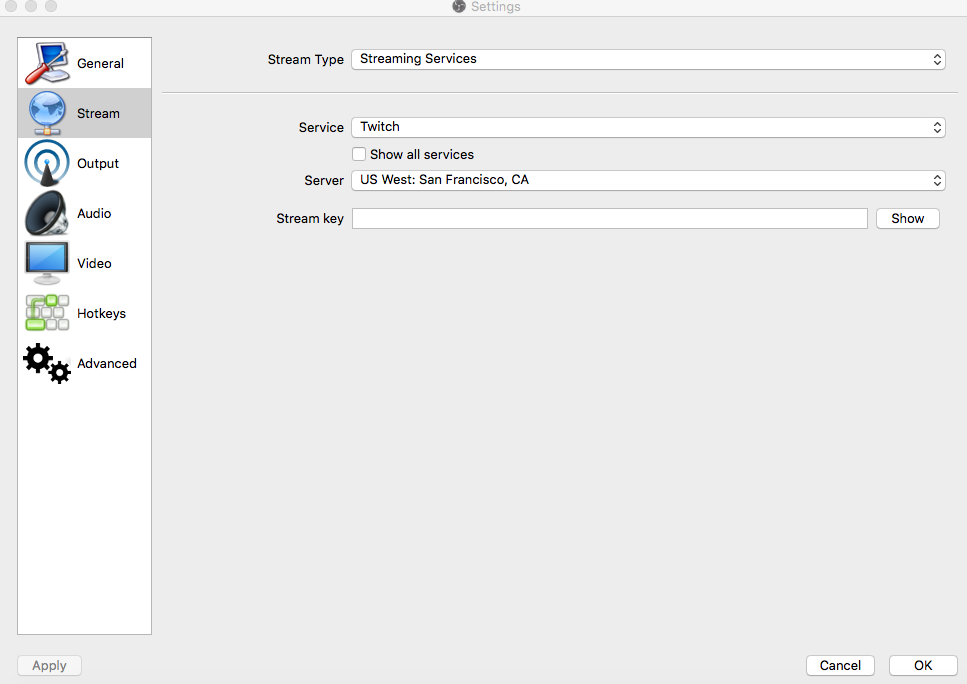 Settings
General
Stream
Output
Audio
Video
Hotkeys
Advanced
Stream Type Streaming Services
Service Twitch
Show all services
Server US West: San Francisco, CA
Stream key Show
Apply Cancel OK